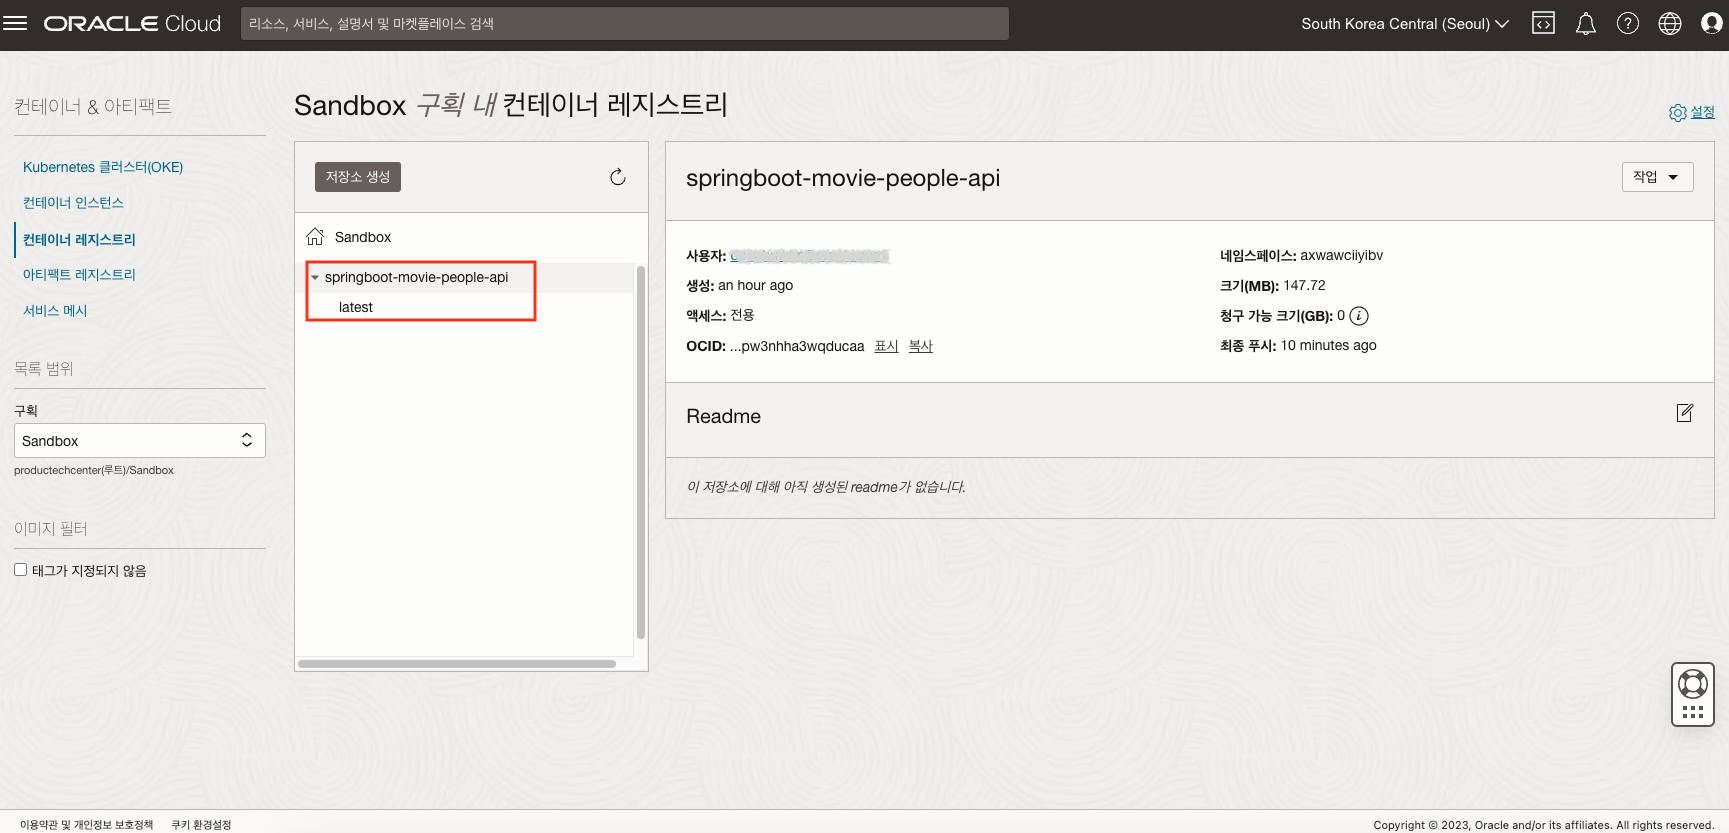 ORACLE Cloud
리소스, 서비스, 설명서 및 마켓플레이스 검색
South Korea Central (Seoul)
컨테이너 & 아티팩트
Kubernetes 클러스터(OKE)
컨테이너 인스턴스
컨테이너 레지스트리
아티팩트 레지스트리
서비스 메시
목록 범위
구획
Sandbox
productechcenter(루트)/Sandbox
이미지 필터
태그가 지정되지 않음
Sandbox 구획 내 컨테이너 레지스트리
설정
저장소 생성
Sandbox
springboot-movie-people-api
latest
springboot-movie-people-api
작업
사용자:
생성: an hour ago
액세스: 전용
OCID: ...pw3nhha3wqducaa 표시 복사
네임스페이스: axwawciiyibv
크기(MB): 147.72
청구 가능 크기(GB): 0
최종 푸시: 10 minutes ago
Readme
이 저장소에 대해 아직 생성된 readme가 없습니다.
이용약관 및 개인정보 보호정책 쿠키 환경설정
Copyright © 2023, Oracle and/or its affiliates. All rights reserved.